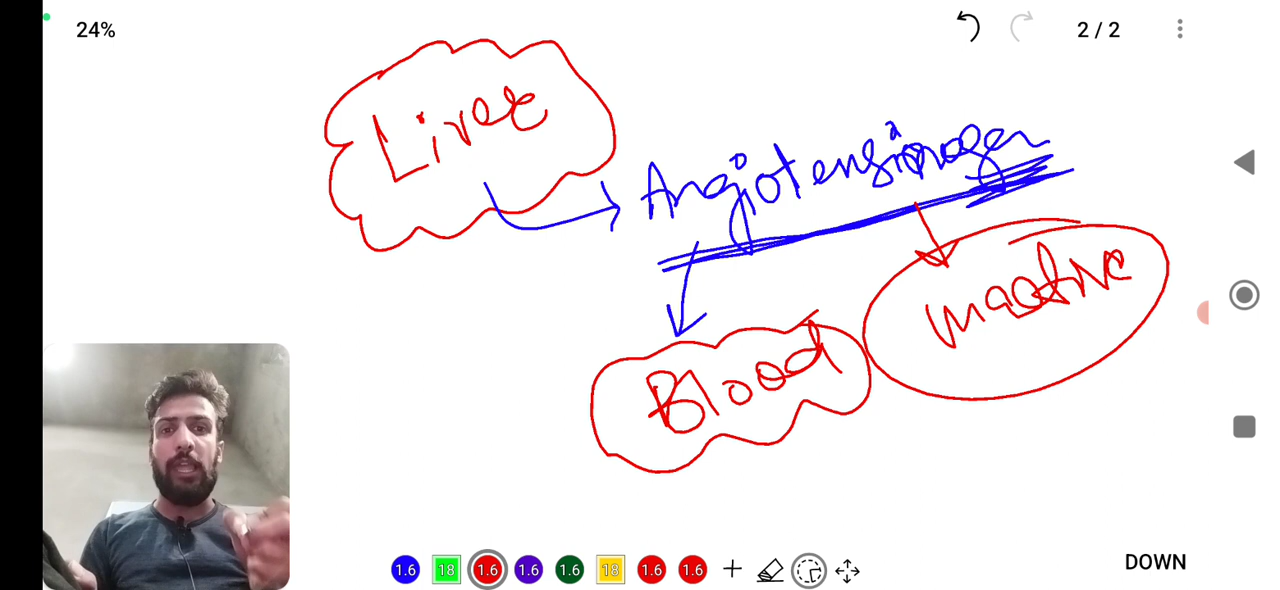 24%
2 / 2
Liver
Angiotensinogen
inactive
Blood
1.6 18 1.6 1.6 1.6 18 1.6 1.6
DOWN